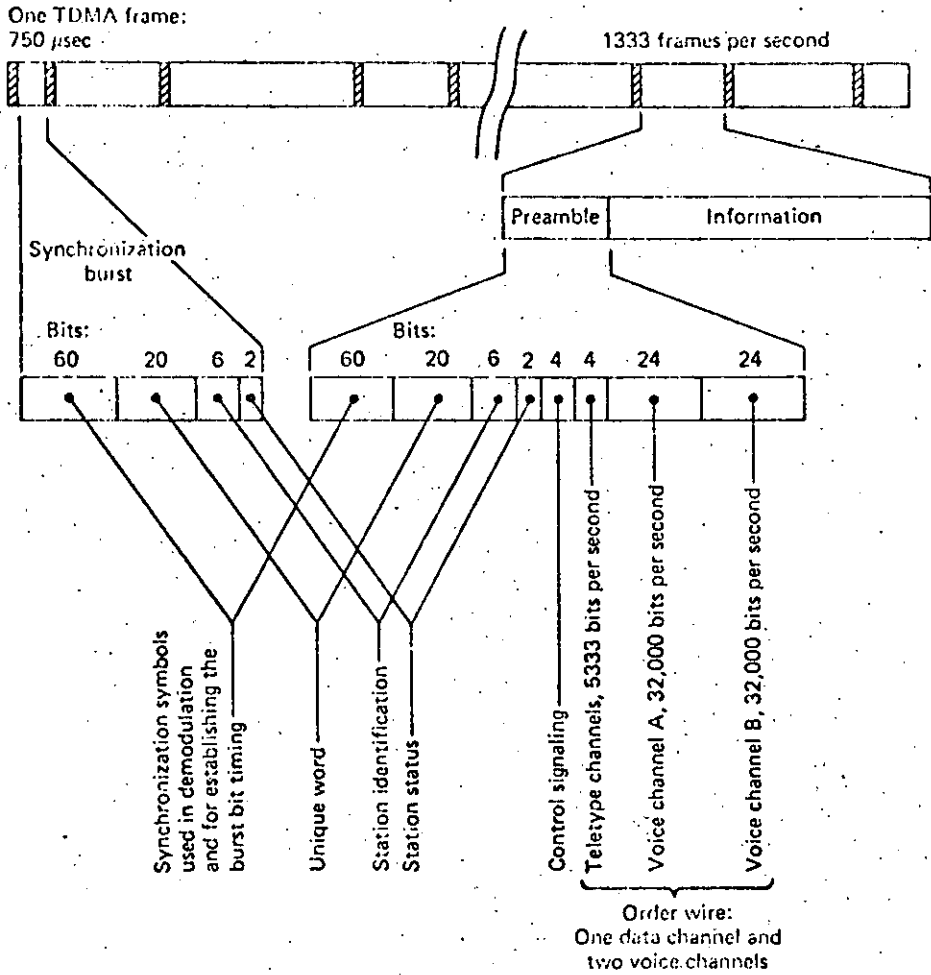 One TDMA frame:
750 μsec
1333 frames per second
Preamble
Information
Synchronization
burst
Bits:
60 20 6 2
Bits:
60 20 6 2 4 4 24 24
Synchronization symbols
used in demodulation
and for establishing the
burst bit timing
Unique word
Station identification
Station status
Control signaling
Teletype channels, 5333 bits per second
Voice channel A, 32,000 bits per second
Voice channel B, 32,000 bits per second
Order wire:
One data channel and
two voice channels